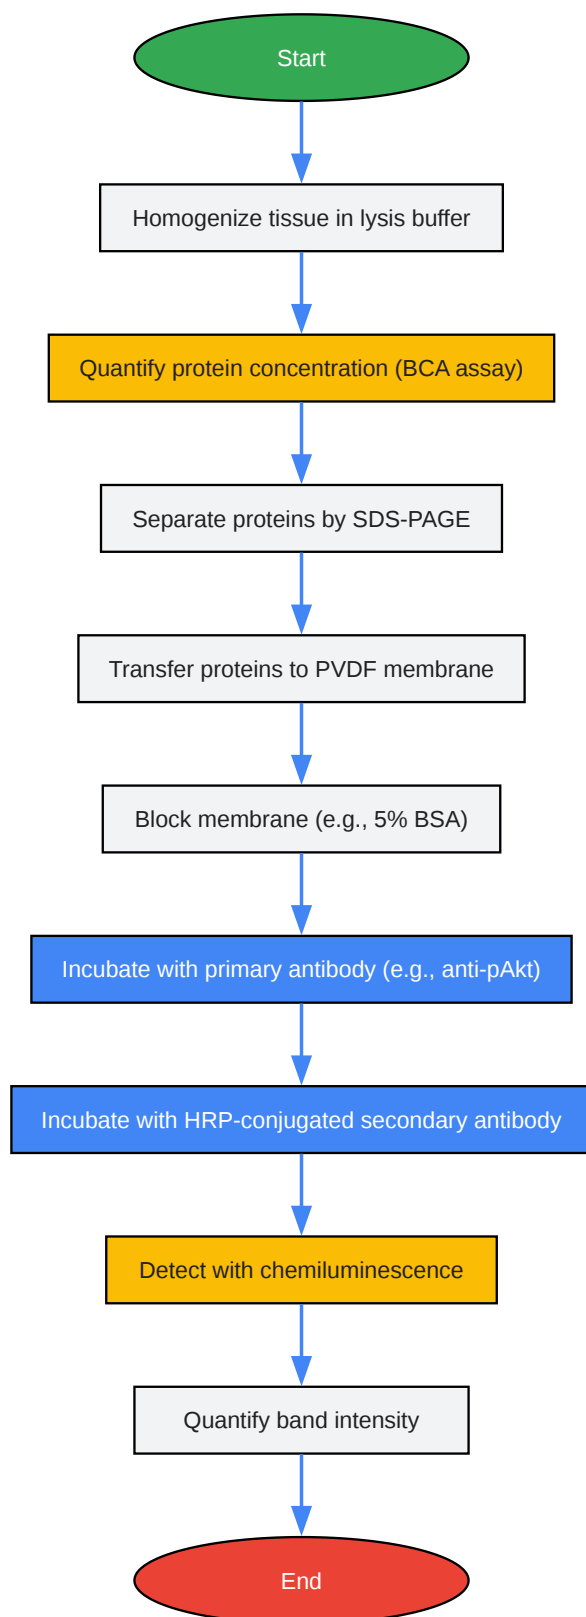 Start
Homogenize tissue in lysis buffer
Quantify protein concentration (BCA assay)
Separate proteins by SDS-PAGE
Transfer proteins to PVDF membrane
Block membrane (e.g., 5% BSA)
Incubate with primary antibody (e.g., anti-pAkt)
Incubate with HRP-conjugated secondary antibody
Detect with chemiluminescence
Quantify band intensity
End